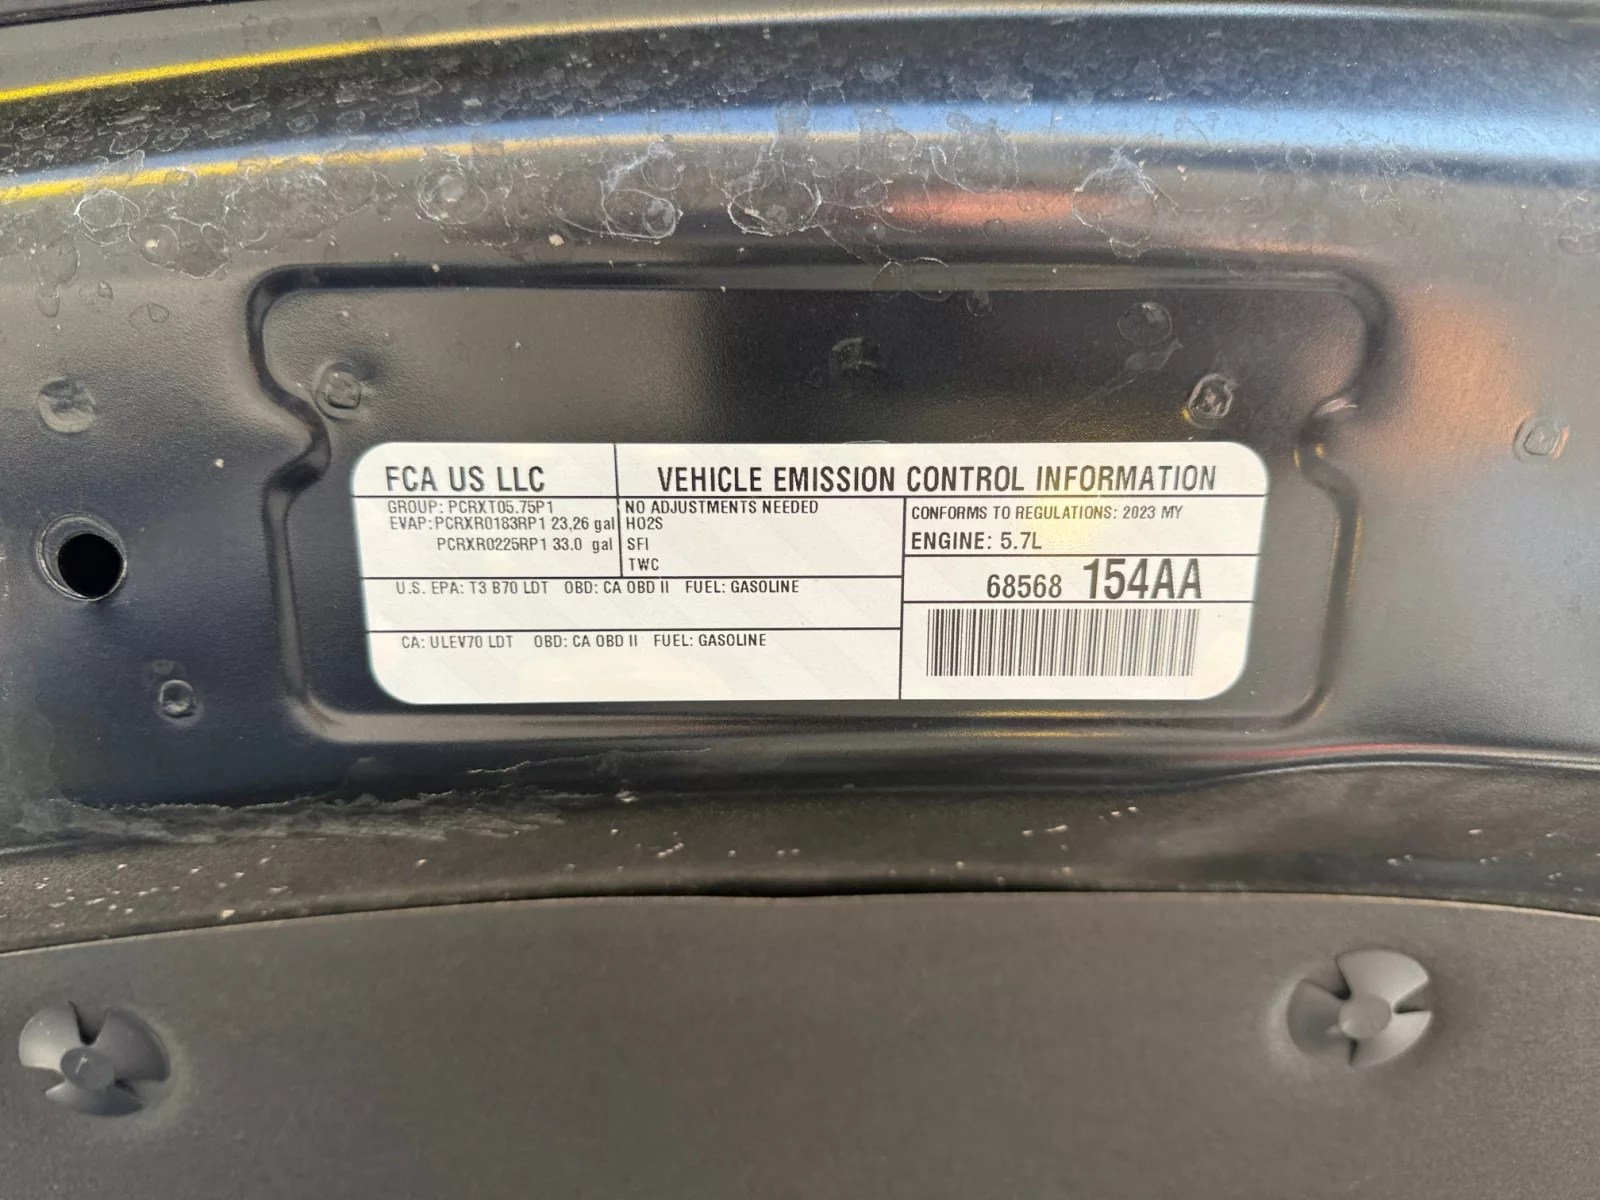 FCA US LLC
VEHICLE EMISSION CONTROL INFORMATION
GROUP: PCRXT05.75P1
EVAP: PCRXR0183RP1 23,26 gal
PCRXR0225RP1 33.0 gal
NO ADJUSTMENTS NEEDED
HO2S
SFI
TWC
CONFORMS TO REGULATIONS: 2023 MY
ENGINE: 5.7L
68568 154AA
U.S. EPA: T3 B70 LDT OBD: CA OBD II FUEL: GASOLINE
CA: ULEV70 LDT OBD: CA OBD II FUEL: GASOLINE